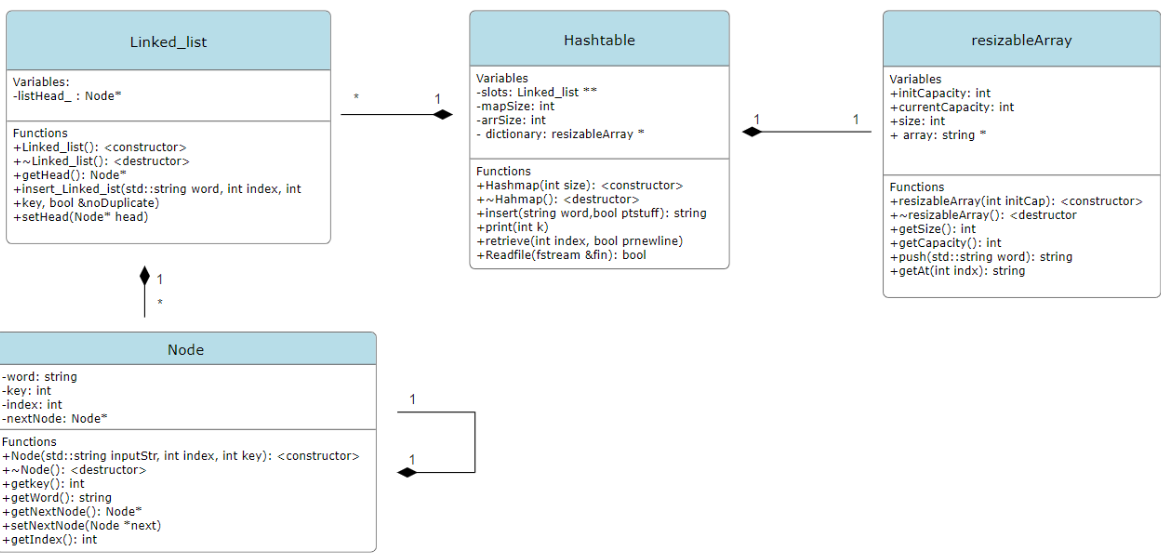 Linked_list
Variables:
-listHead_ : Node*
Functions
+Linked_list(): <constructor>
+~Linked_list(): <destructor>
+getHead(): Node*
+insert_Linked_ist(std::string word, int index, int
+key, bool &noDuplicate)
+setHead(Node* head)
*
1
Hashtable
Variables
-slots: Linked_list **
-mapSize: int
-arrSize: int
- dictionary: resizableArray *
Functions
+Hashmap(int size): <constructor>
+~Hahmap(): <destructor>
+insert(string word,bool ptstuff): string
+print(int k)
+retrieve(int index, bool prnewline)
+Readfile(fstream &fin): bool
1
1
resizableArray
Variables
+initCapacity: int
+currentCapacity: int
+size: int
+ array: string *
Functions
+resizableArray(int initCap): <constructor>
+~resizableArray(): <destructor
+getSize(): int
+getCapacity(): int
+push(std::string word): string
+getAt(int indx): string
1
*
Node
-word: string
-key: int
-index: int
-nextNode: Node*
Functions
+Node(std::string inputStr, int index, int key): <constructor>
+~Node(): <destructor>
+getkey(): int
+getWord(): string
+getNextNode(): Node*
+setNextNode(Node *next)
+getIndex(): int
1
1